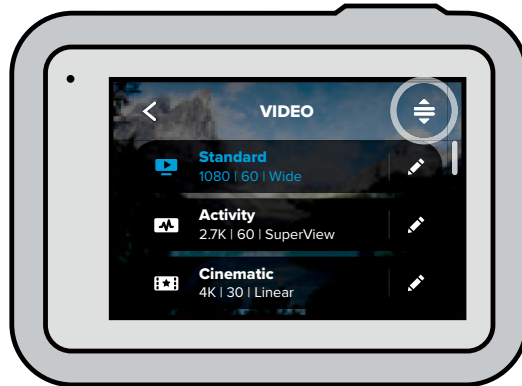 VIDEO
Standard
1080 | 60 | Wide
Activity
2.7K | 60 | SuperView
Cinematic
4K | 30 | Linear